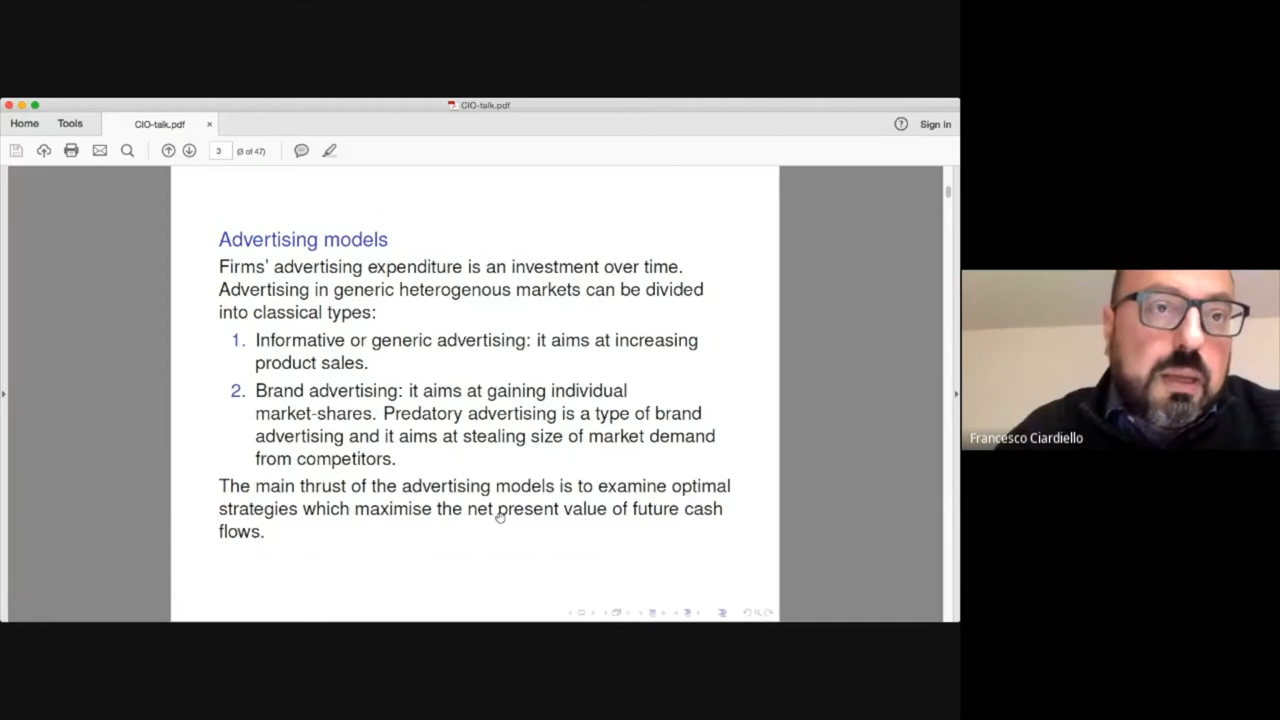 CIO-talk.pdf
Home Tools CIO-talk.pdf × ? Sign In
3 (3 of 47)
Advertising models
Firms' advertising expenditure is an investment over time.
Advertising in generic heterogenous markets can be divided
into classical types:
1. Informative or generic advertising: it aims at increasing
product sales.
2. Brand advertising: it aims at gaining individual
market-shares. Predatory advertising is a type of brand
advertising and it aims at stealing size of market demand
from competitors.
The main thrust of the advertising models is to examine optimal
strategies which maximise the net present value of future cash
flows.
Francesco Ciardiello